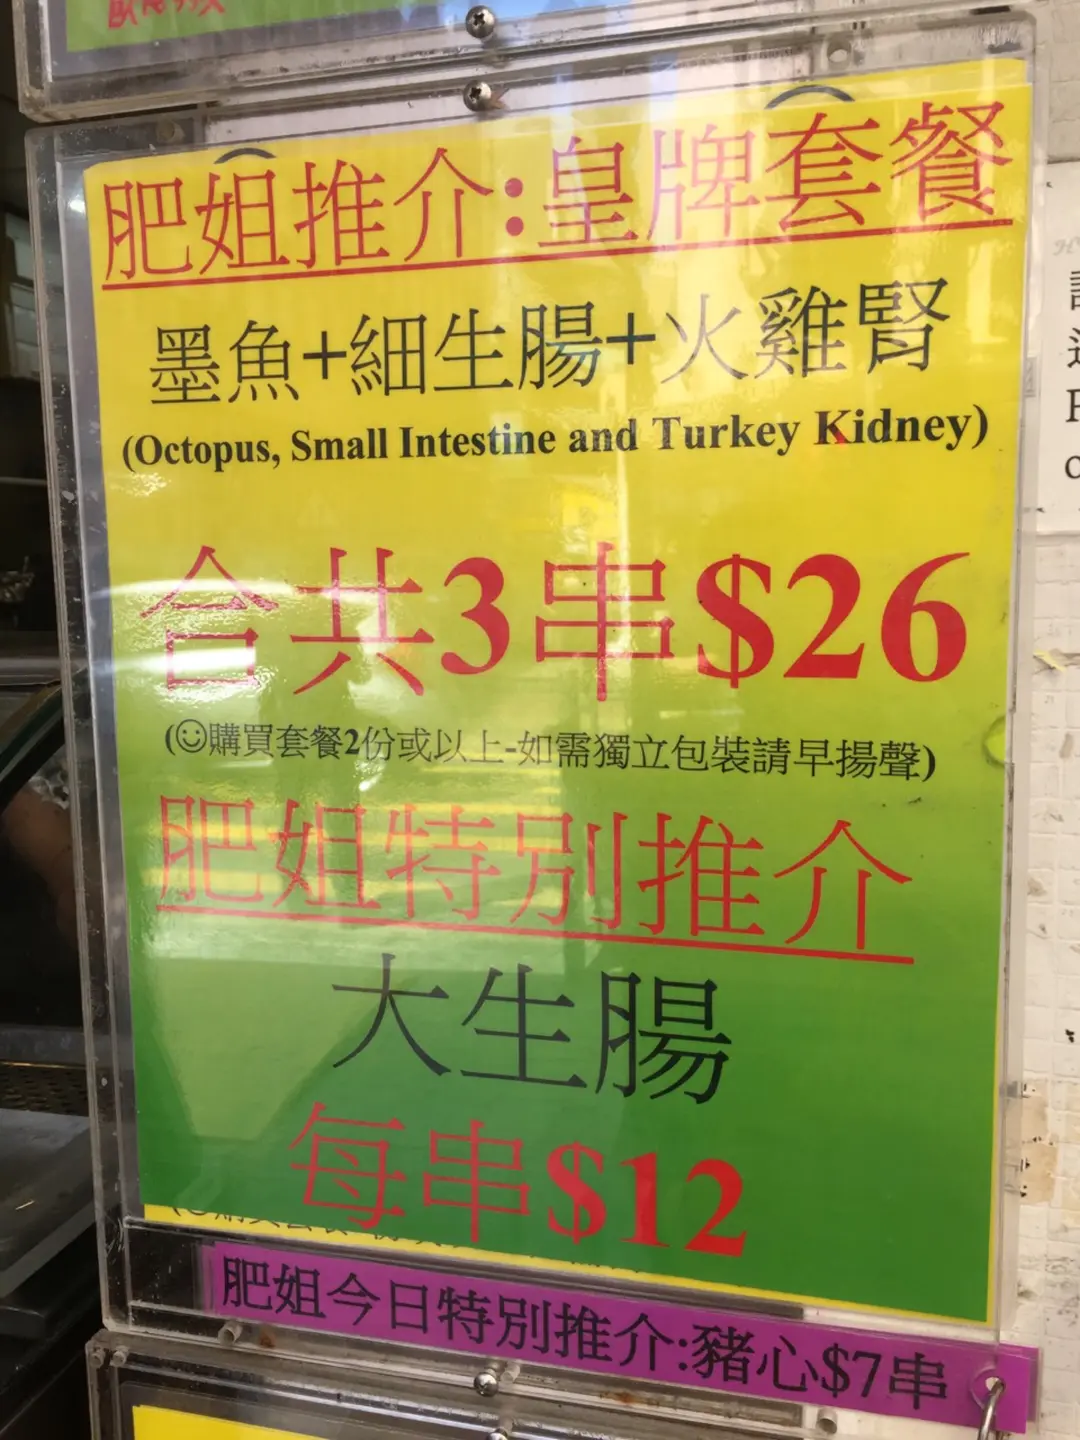 肥姐推介:皇牌套餐
墨魚+細生腸+火雞腎
(Octopus, Small Intestine and Turkey Kidney)
合共3串$26
(☺購買套餐2份或以上-如需獨立包裝請早揚聲)
肥姐特別推介
大生腸
每串$12
肥姐今日特別推介:豬心$7串